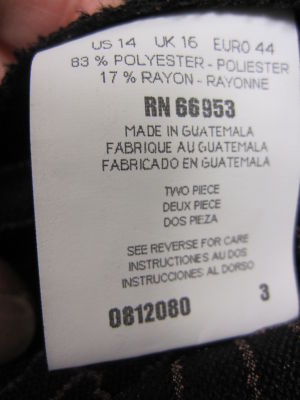 US 14 UK 16 EURO 44
83 % POLYESTER - POLIESTER
17 % RAYON - RAYONNE
RN 66953
MADE IN GUATEMALA
FABRIQUE AU GUATEMALA
FABRICADO EN GUATEMALA
TWO PIECE
DEUX PIECE
DOS PIEZA
SEE REVERSE FOR CARE
INSTRUCTIONES AU DOS
INSTRUCCIONES AL DORSO
0812080 3